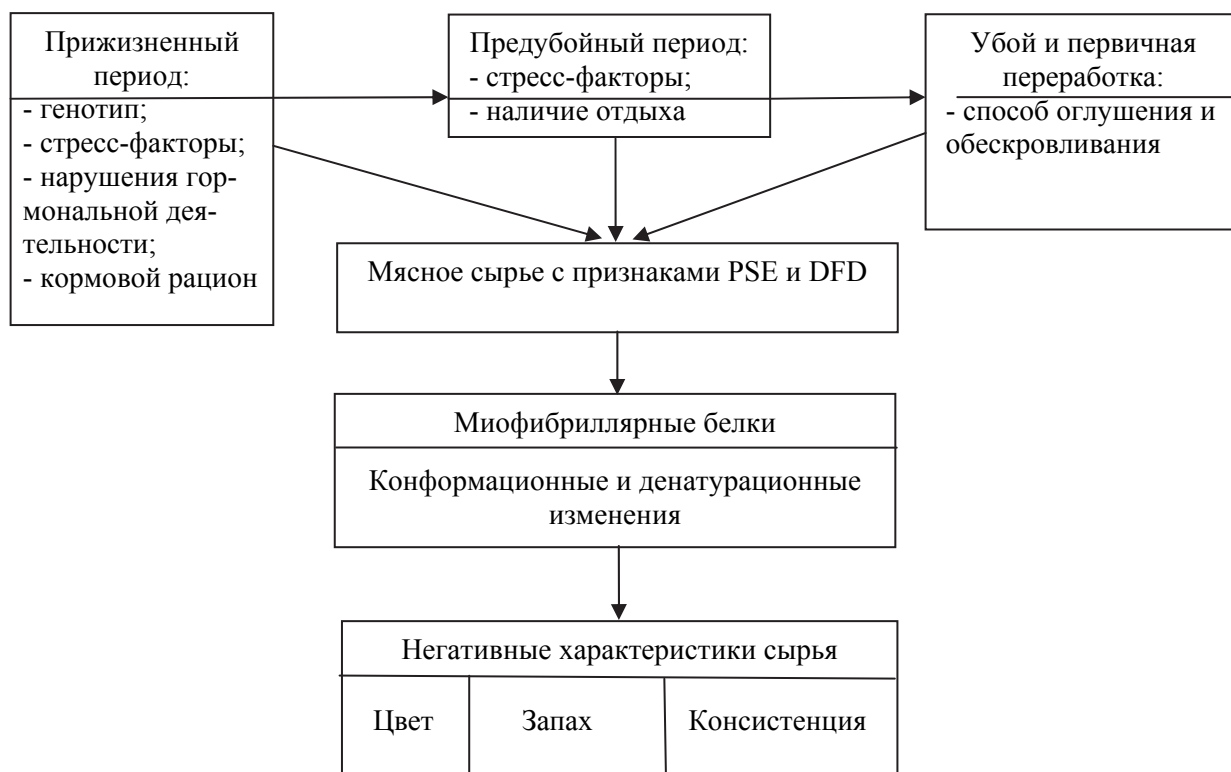 Прижизненный
период:
- генотип;
- стресс-факторы;
- нарушения гор-
мональной дея-
тельности;
- кормовой рацион
Предубойный период:
- стресс-факторы;
- наличие отдыха
Убой и первичная
переработка:
- способ оглушения и
обескровливания
Мясное сырье с признаками PSE и DFD
Миофибриллярные белки
Конформационные и денатурационные
изменения
Негативные характеристики сырья
Цвет
Запах
Консистенция